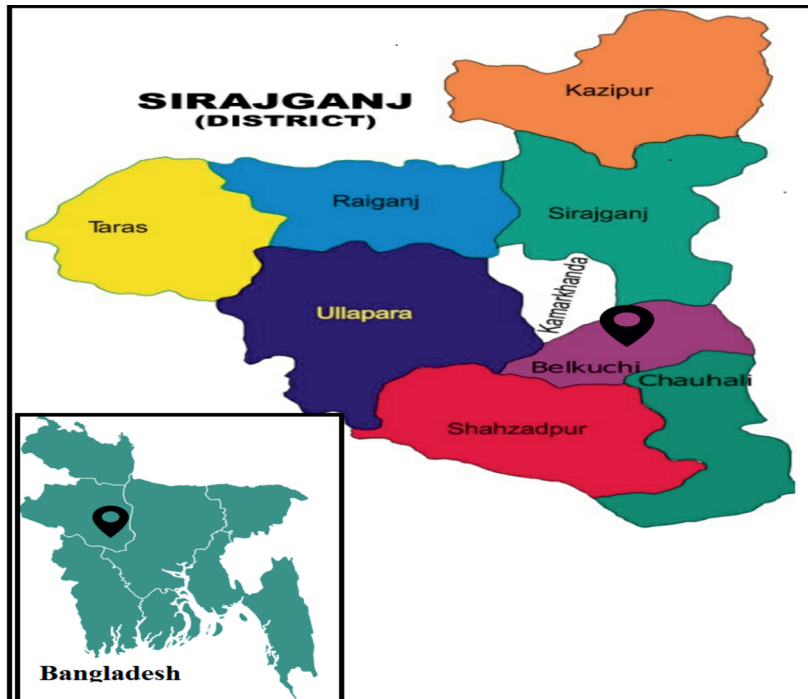 SIRAJGANJ
(DISTRICT)
Kazipur
Raiganj
Sirajganj
Taras
Kamarkhanda
Ullapara
Belkuchi
Chauhali
Shahzadpur
Bangladesh